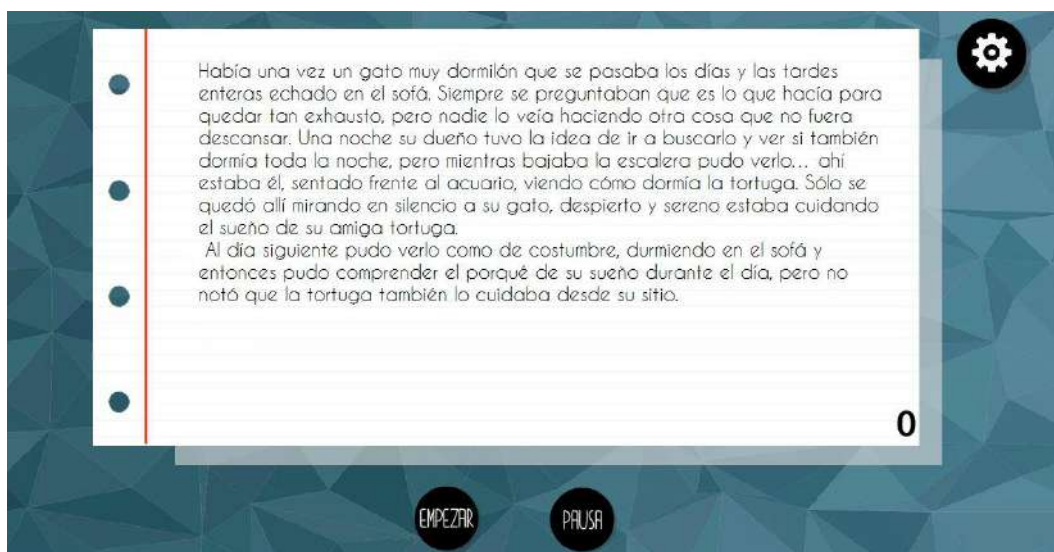 Había una vez un gato muy dormilón que se pasaba los días y las tardes
enteras echado en el sofá. Siempre se preguntaban que es lo que hacía para
quedar tan exhausto, pero nadie lo veía haciendo otra cosa que no fuera
descansar. Una noche su dueño tuvo la idea de ir a buscarlo y ver si también
dormía toda la noche, pero mientras bajaba la escalera pudo verlo... ahí
estaba él, sentado frente al acuario, viendo cómo dormía la tortuga. Sólo se
quedó allí mirando en silencio a su gato, despierto y sereno estaba cuidando
el sueño de su amiga tortuga.
Al día siguiente pudo verlo como de costumbre, durmiendo en el sofá y
entonces pudo comprender el porqué de su sueño durante el día, pero no
notó que la tortuga también lo cuidaba desde su sitio.
0
EMPEZAR
PAUSA